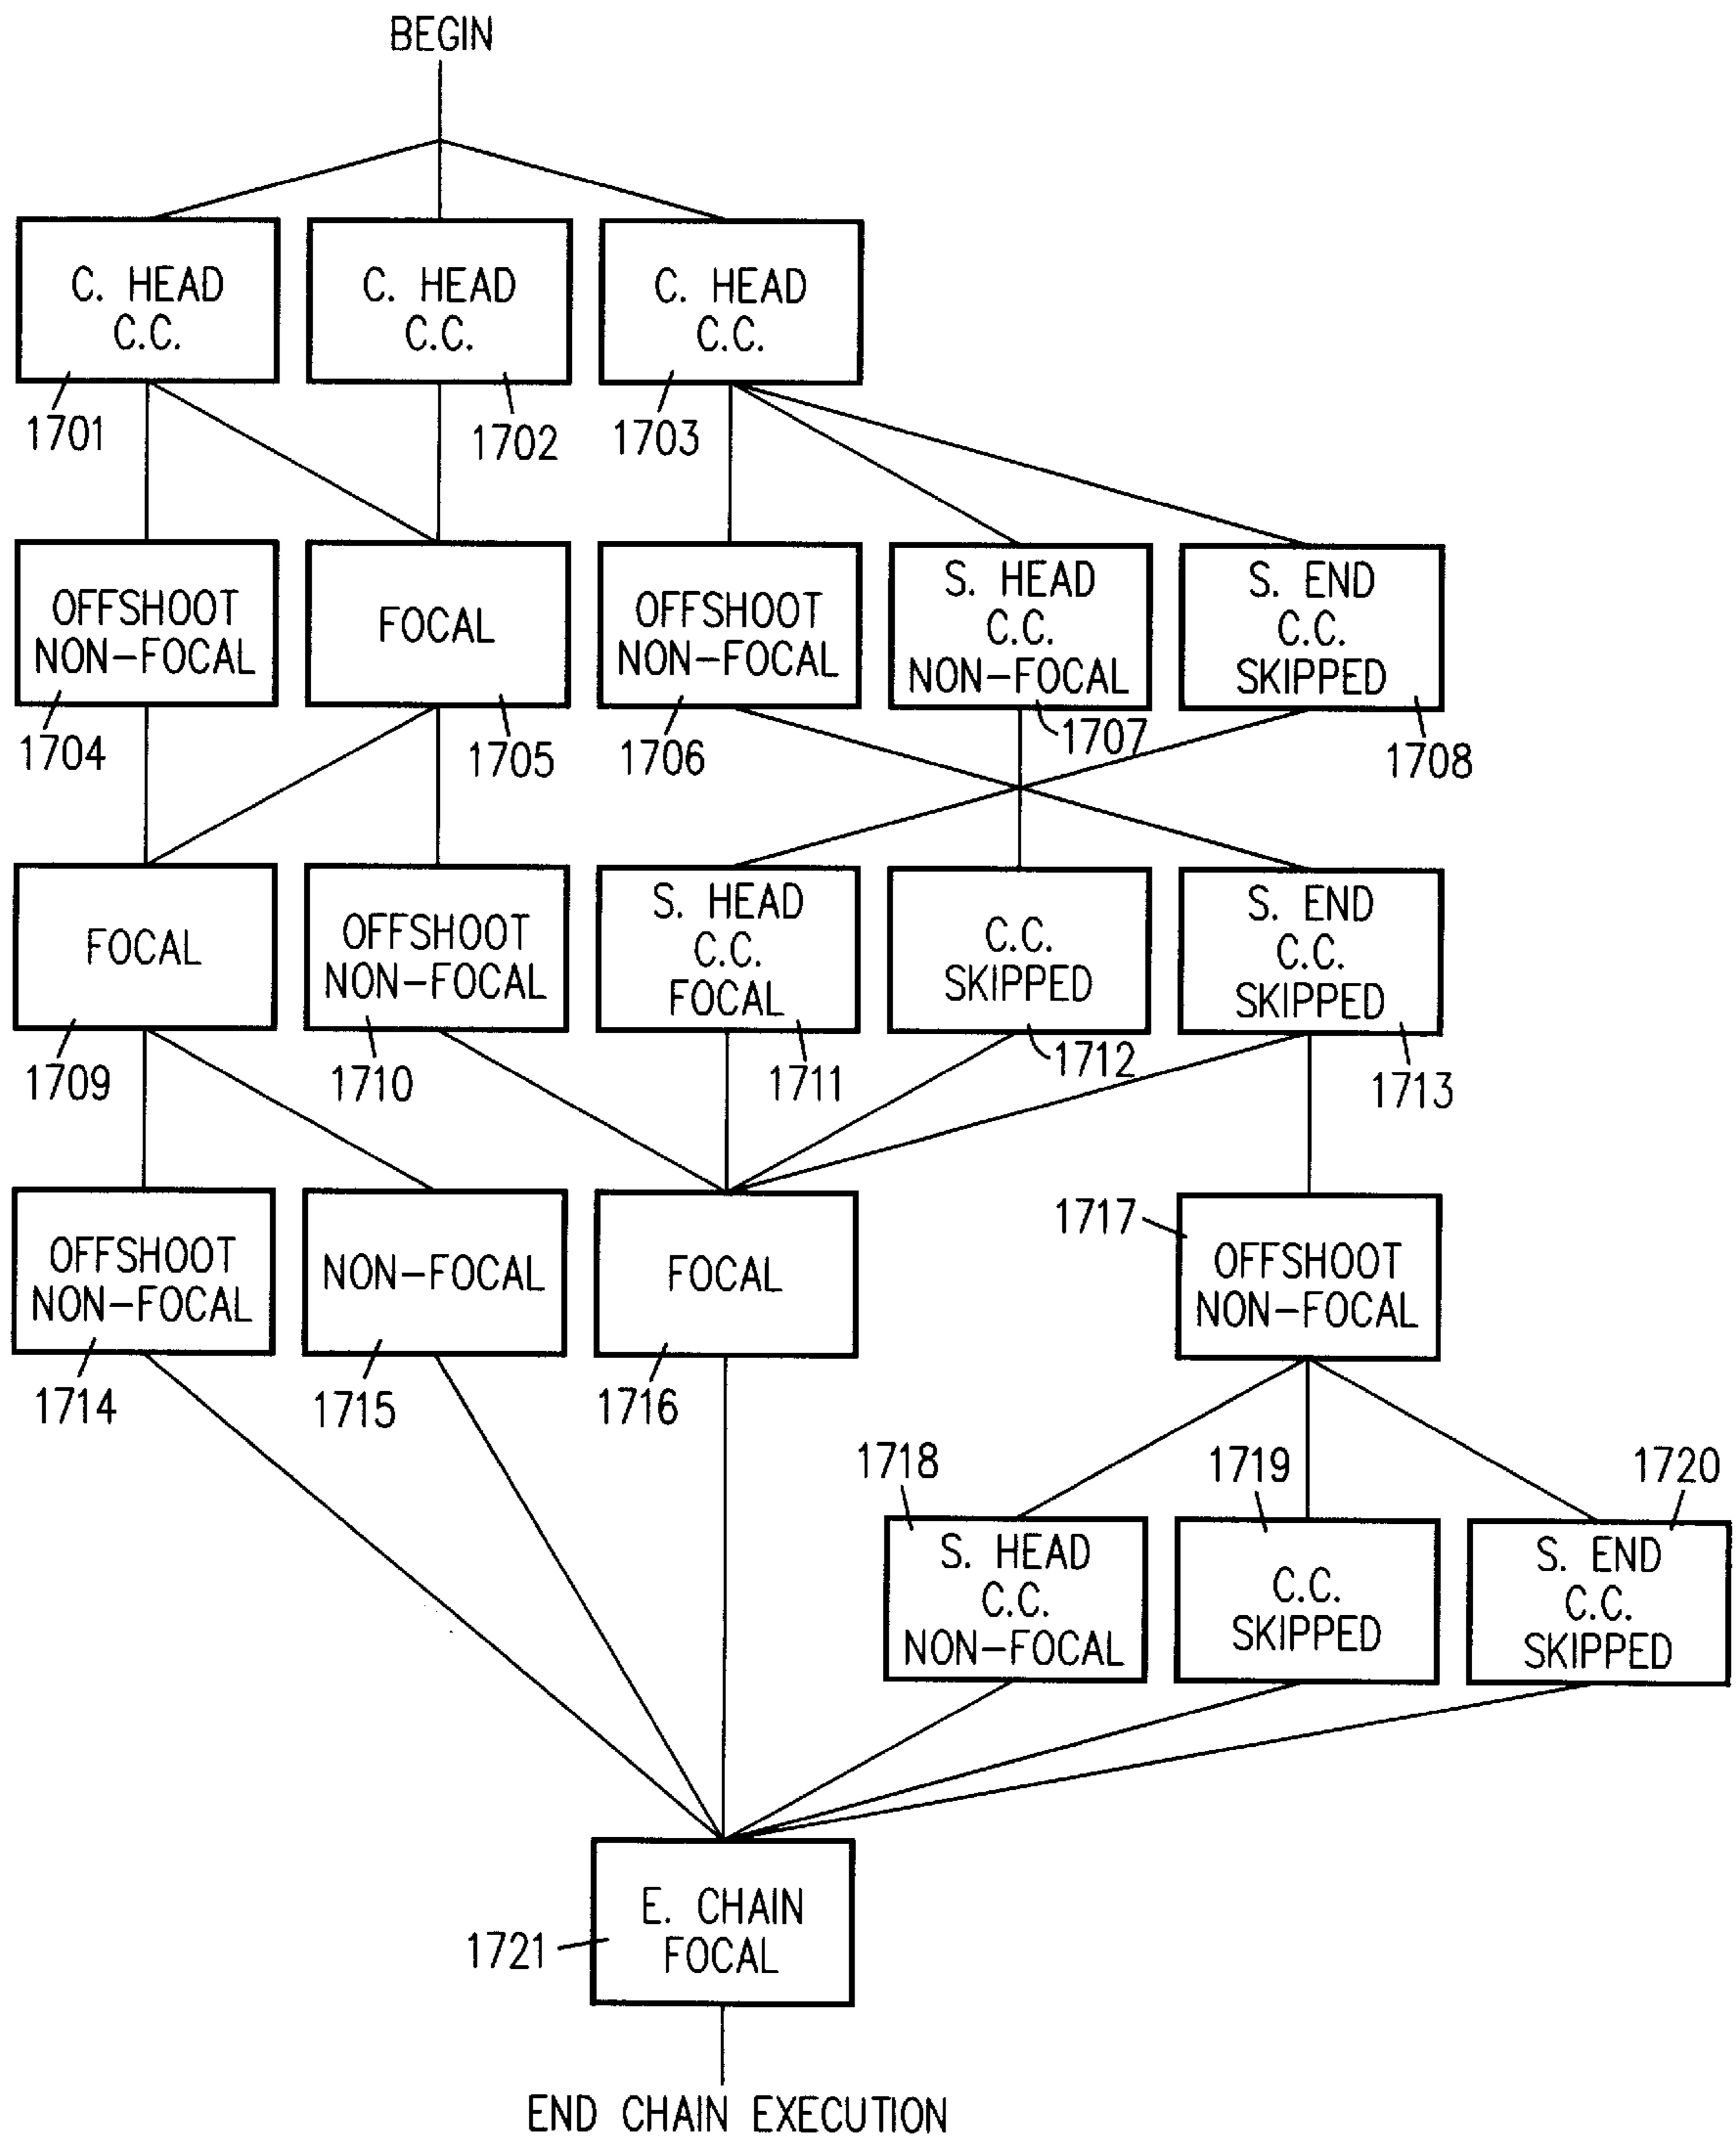 BEGIN
C. HEAD
C.C.
1701
C. HEAD
C.C.
1702
C. HEAD
C.C.
1703
OFFSHOOT
NON-FOCAL
1704
FOCAL
1705
OFFSHOOT
NON-FOCAL
1706
S. HEAD
C.C.
NON-FOCAL
1707
S. END
C.C.
SKIPPED
1708
FOCAL
1709
OFFSHOOT
NON-FOCAL
1710
S. HEAD
C.C.
FOCAL
1711
C.C.
SKIPPED
1712
S. END
C.C.
SKIPPED
1713
OFFSHOOT
NON-FOCAL
1714
NON-FOCAL
1715
FOCAL
1716
1717
OFFSHOOT
NON-FOCAL
1718
S. HEAD
C.C.
NON-FOCAL
1719
C.C.
SKIPPED
1720
S. END
C.C.
SKIPPED
E. CHAIN
FOCAL
1721
END CHAIN EXECUTION